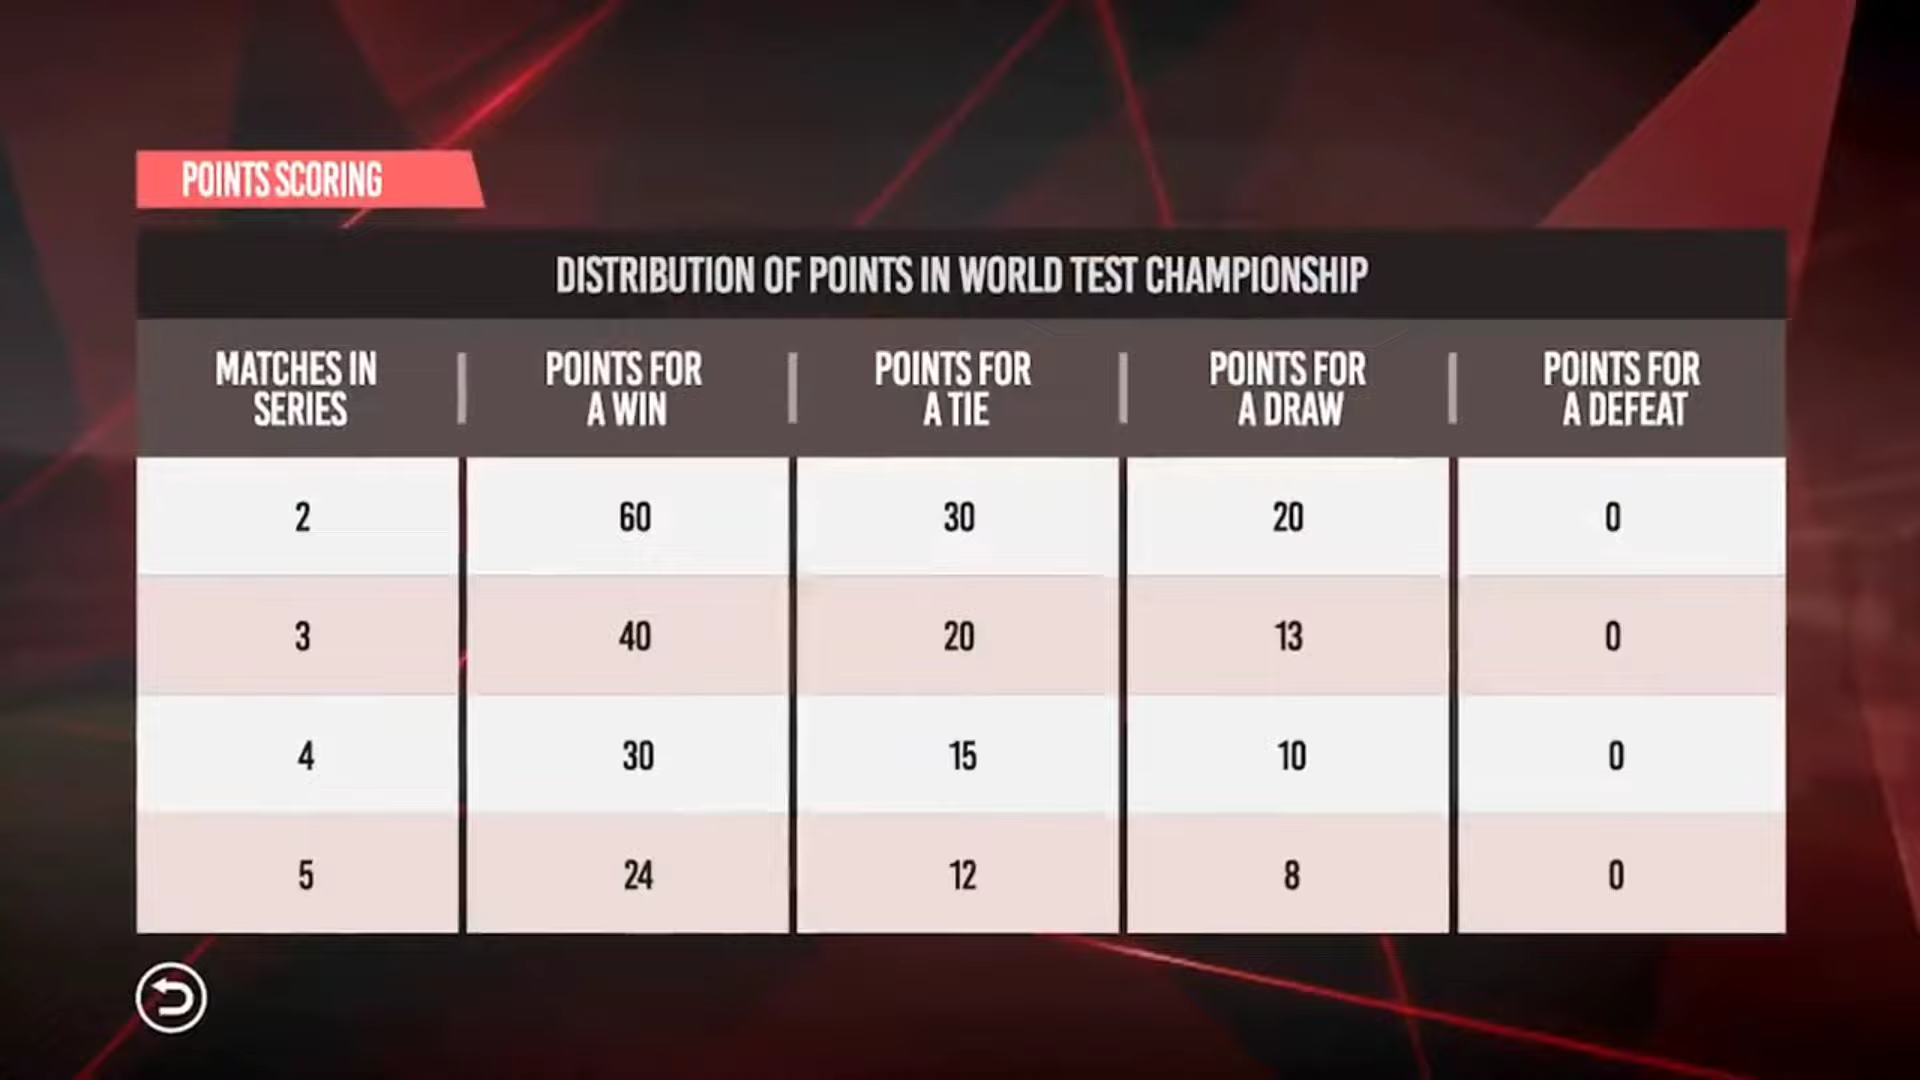 POINTS SCORING
DISTRIBUTION OF POINTS IN WORLD TEST CHAMPIONSHIP
MATCHES IN SERIES | POINTS FOR A WIN | POINTS FOR A TIE | POINTS FOR A DRAW | POINTS FOR A DEFEAT
2 60 30 20 0
3 40 20 13 0
4 30 15 10 0
5 24 12 8 0